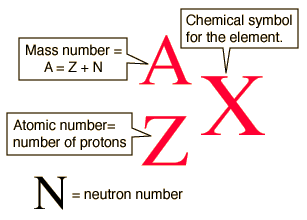 Chemical symbol
for the element.
Mass number =
A = Z + N
A
X
Atomic number=
number of protons
Z
N = neutron number